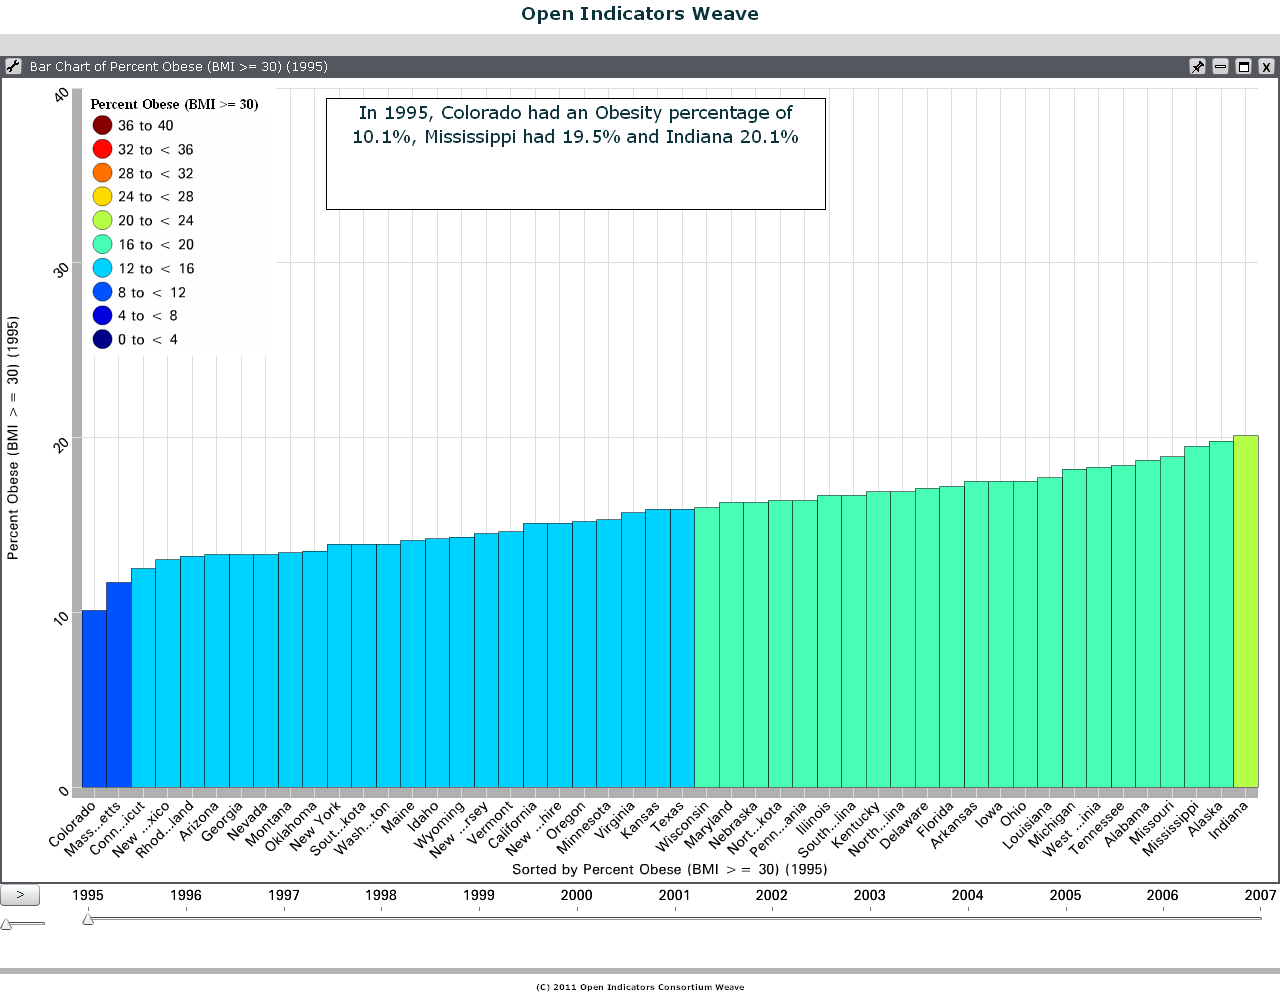 Open Indicators Weave
Bar Chart of Percent Obese (BMI >= 30) (1995)
X
Percent Obese (BMI >= 30)
36 to 40
32 to < 36
28 to < 32
24 to < 28
20 to < 24
16 to < 20
12 to < 16
8 to < 12
4 to < 8
0 to < 4
In 1995, Colorado had an Obesity percentage of
10.1%, Mississippi had 19.5% and Indiana 20.1%
40
30
20
10
0
Percent Obese (BMI > = 30) (1995)
Colorado
Mass...etts
Conn...icut
New ...xico
Rhod...land
Arizona
Georgia
Nevada
Montana
Oklahoma
New York
Sout...kota
Wash...ton
Maine
Idaho
Wyoming
New ...rsey
Vermont
California
New ...hire
Oregon
Minnesota
Virginia
Kansas
Texas
Wisconsin
Maryland
Nebraska
Nort...kota
Penn...ania
Illinois
South...lina
Kentucky
North...lina
Delaware
Florida
Arkansas
Iowa
Ohio
Louisiana
Michigan
West ...inia
Tennessee
Alabama
Missouri
Mississippi
Alaska
Indiana
Sorted by Percent Obese (BMI > = 30) (1995)
>
1995 1996 1997 1998 1999 2000 2001 2002 2003 2004 2005 2006 2007
(C) 2011 Open Indicators Consortium Weave